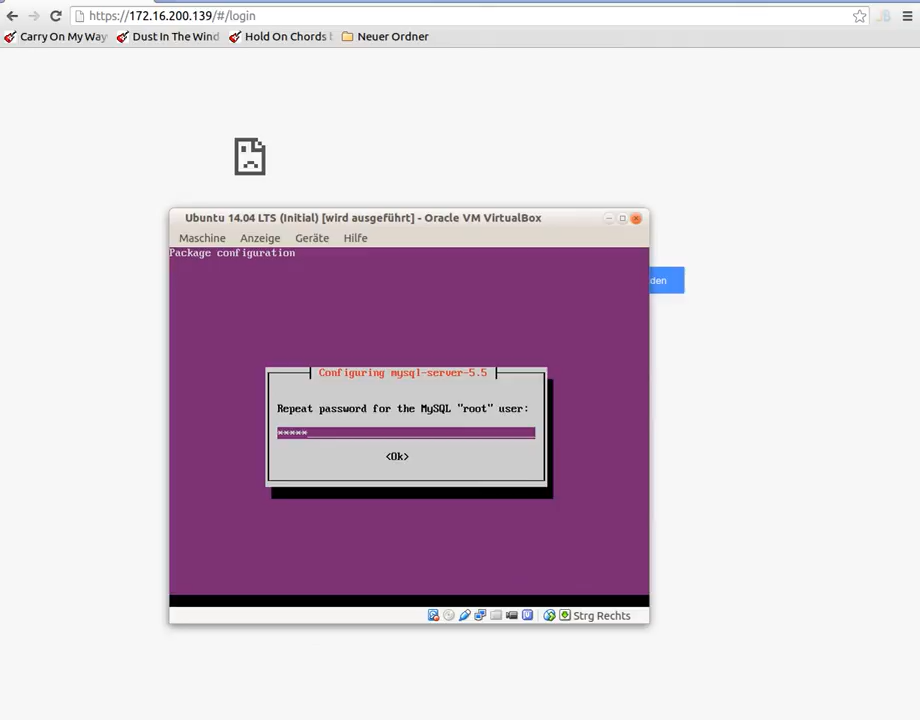 https://172.16.200.139/#/login
Carry On My Way Dust In The Wind Hold On Chords Neuer Ordner
Ubuntu 14.04 LTS (Initial) [wird ausgeführt] - Oracle VM VirtualBox
Maschine Anzeige Geräte Hilfe
Package configuration
den
Configuring mysql-server-5.5
Repeat password for the MySQL "root" user:
*****
<Ok>
Strg Rechts